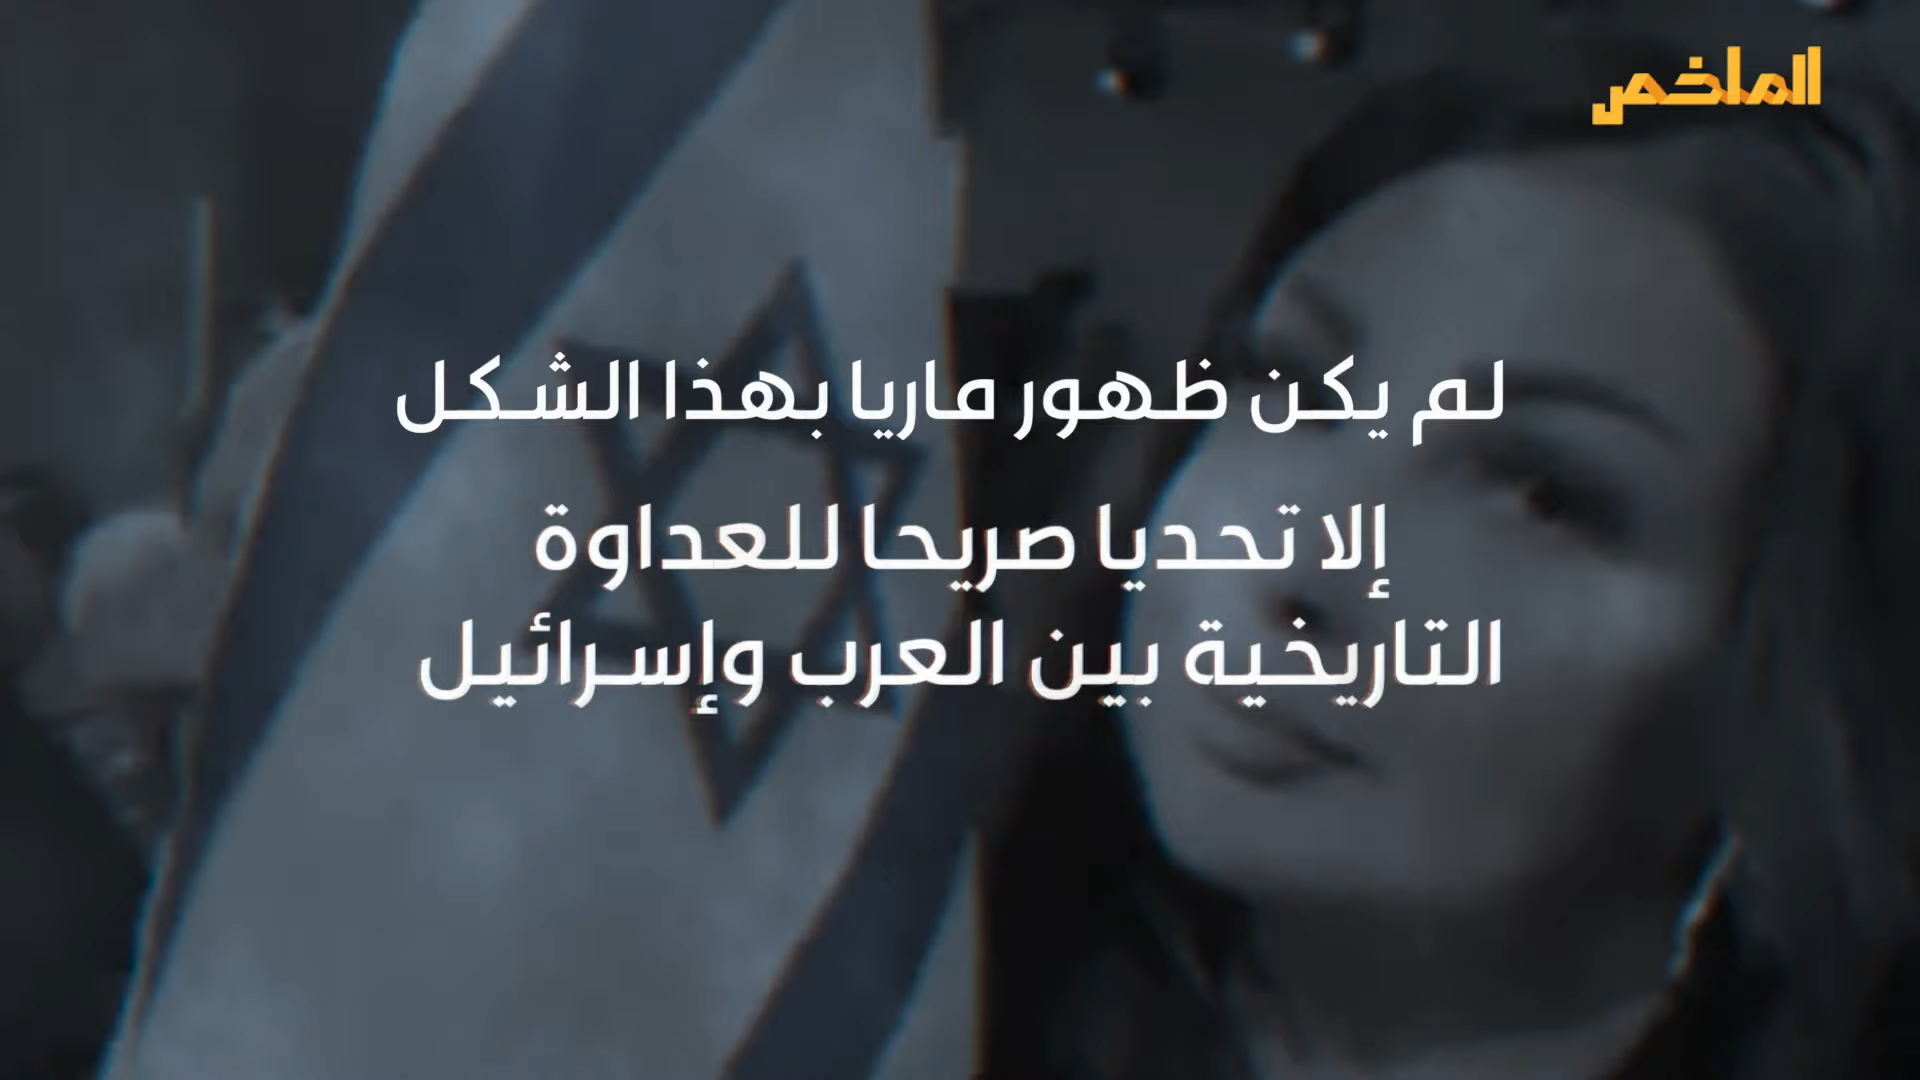 الملخص
لم يكن ظهور ماريا بهذا الشكل
إلا تحديا صريحا للعداوة
التاريخية بين العرب وإسرائيل